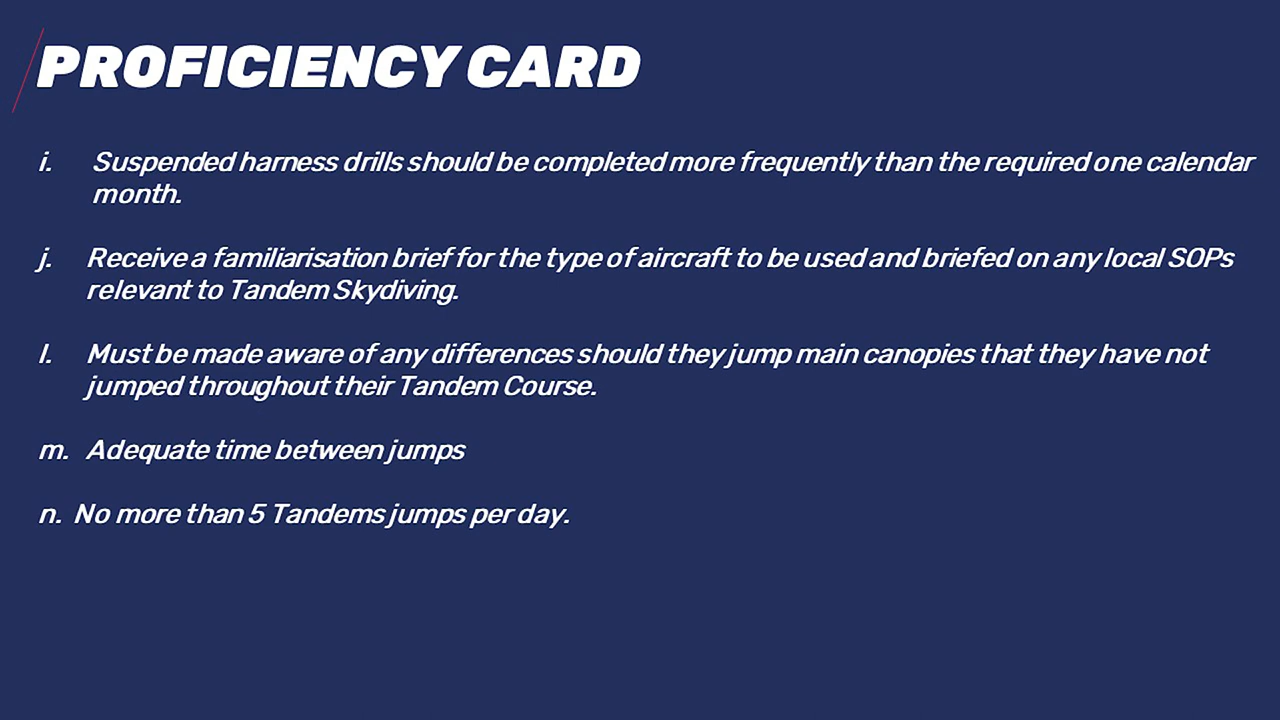 PROFICIENCY CARD
i. Suspended harness drills should be completed more frequently than the required one calendar
month.
j. Receive a familiarisation brief for the type of aircraft to be used and briefed on any local SOPs
relevant to Tandem Skydiving.
l. Must be made aware of any differences should they jump main canopies that they have not
jumped throughout their Tandem Course.
m. Adequate time between jumps
n. No more than 5 Tandems jumps per day.